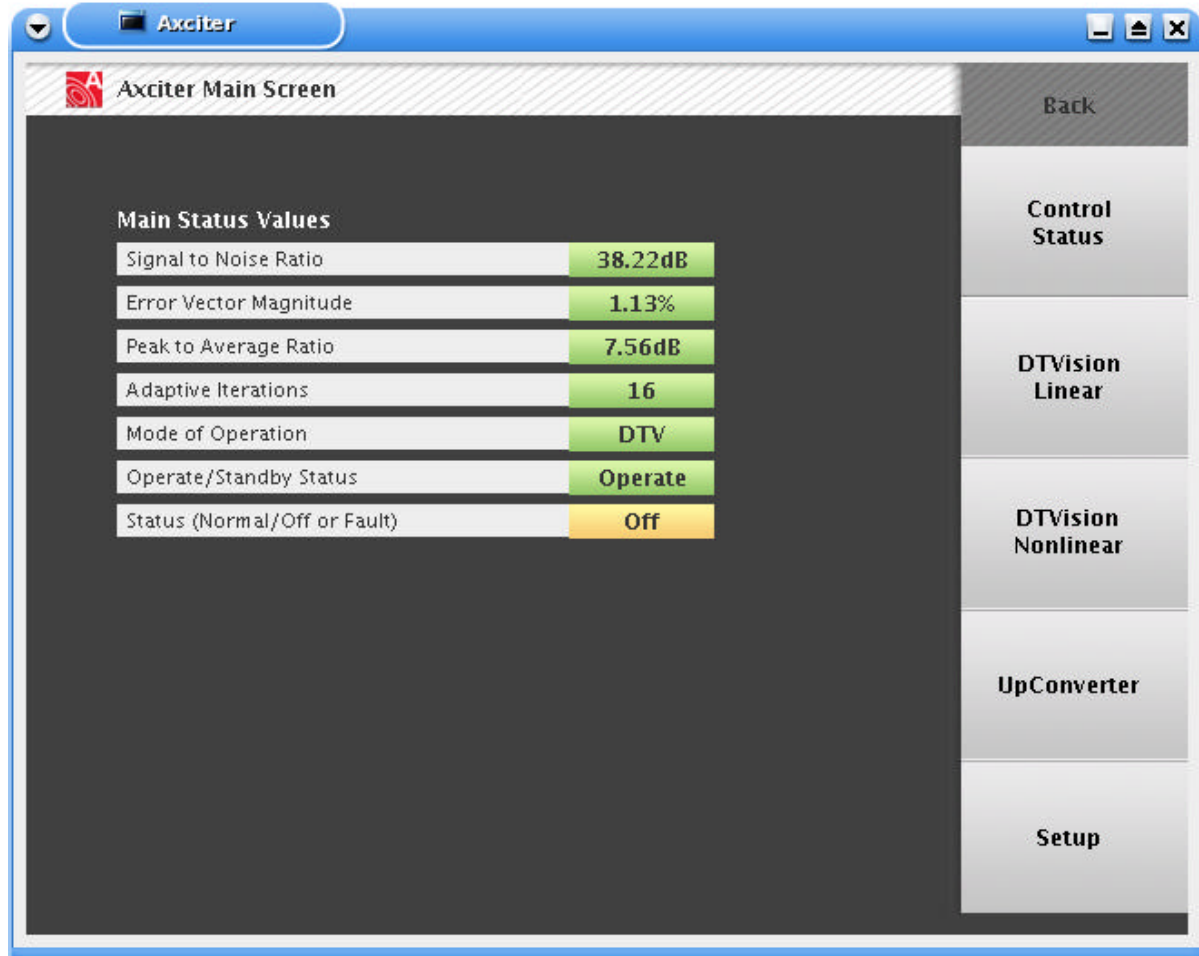 Axciter
Axciter Main Screen
Back
Main Status Values
Signal to Noise Ratio 38.22dB
Error Vector Magnitude 1.13%
Peak to Average Ratio 7.56dB
Adaptive Iterations 16
Mode of Operation DTV
Operate/Standby Status Operate
Status (Normal/Off or Fault) Off
Control
Status
DTVision
Linear
DTVision
Nonlinear
UpConverter
Setup